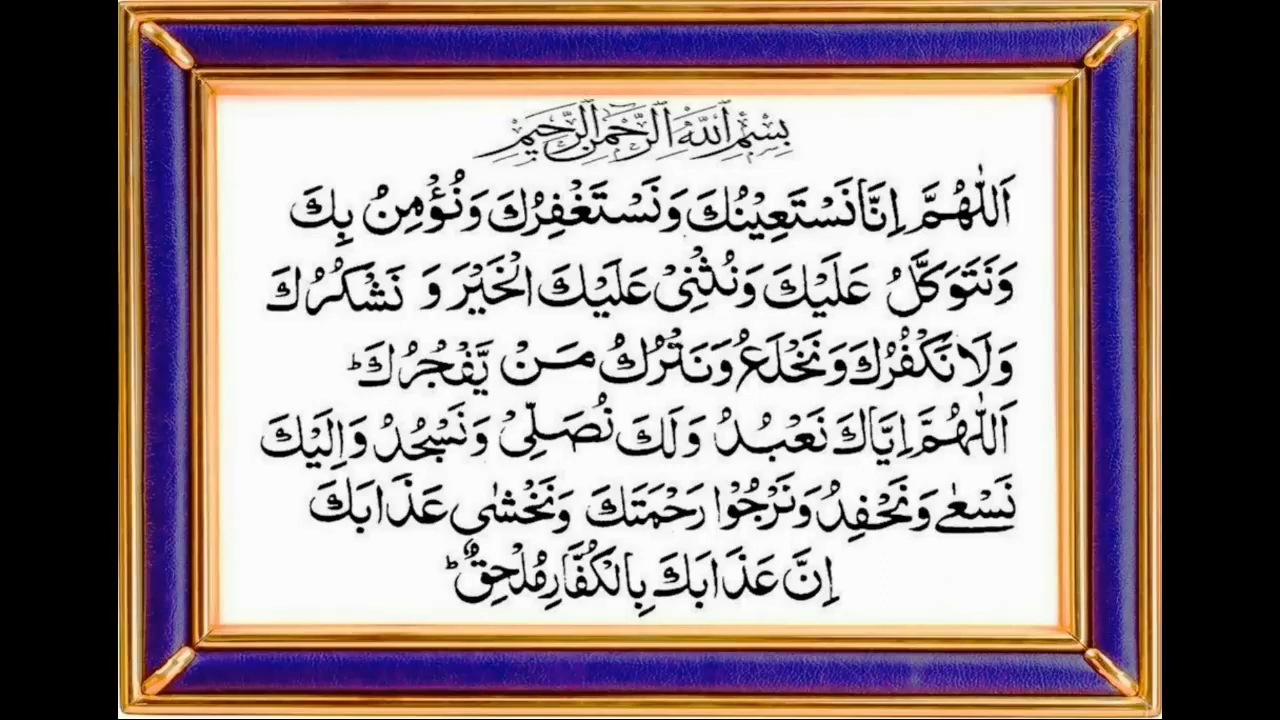 بِسْمِ اللّٰهِ الرَّحْمٰنِ الرَّحِيْمِ
اَللّٰهُمَّ اِنَّا نَسْتَعِيْنُكَ وَنَسْتَغْفِرُكَ وَنُؤْمِنُ بِكَ
وَنَتَوَكَّلُ عَلَيْكَ وَنُثْنِيْ عَلَيْكَ الْخَيْرَ وَ نَشْكُرُكَ
وَلَا نَكْفُرُكَ وَنَخْلَعُ وَنَتْرُكُ مَنْ يَّفْجُرُكَ ؕ
اَللّٰهُمَّ اِيَّاكَ نَعْبُدُ وَلَكَ نُصَلِّيْ وَنَسْجُدُ وَاِلَيْكَ
نَسْعٰى وَنَحْفِدُ وَنَرْجُوْا رَحْمَتَكَ وَنَخْشٰى عَذَابَكَ
اِنَّ عَذَابَكَ بِالْكُفَّارِ مُلْحِقٌ ؕ